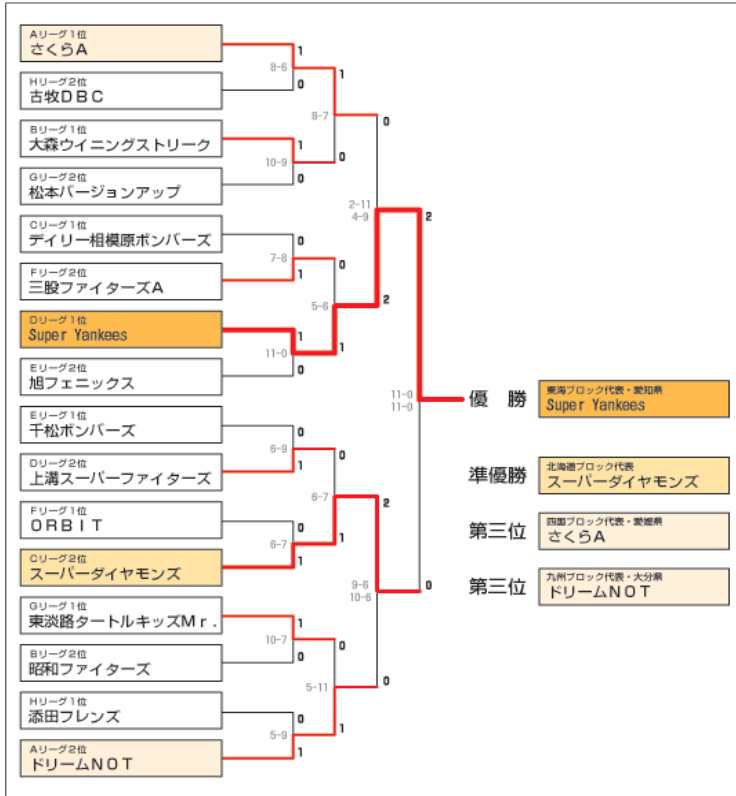 Aリーグ1位
さくらA
Hリーグ2位
古牧DBC
Bリーグ1位
大森ウイニングストリーク
Gリーグ2位
松本バージョンアップ
Cリーグ1位
デイリー相模原ボンバーズ
Fリーグ2位
三股ファイターズA
Dリーグ1位
Super Yankees
Eリーグ2位
旭フェニックス
Eリーグ1位
千松ボンバーズ
Dリーグ2位
上溝スーパーファイターズ
Fリーグ1位
ORBIT
Cリーグ2位
スーパーダイヤモンズ
Gリーグ1位
東淡路タートルキッズMr.
Bリーグ2位
昭和ファイターズ
Hリーグ1位
添田フレンズ
Aリーグ2位
ドリームNOT
1
8-6
0
1
10-9
0
0
7-8
1
1
11-0
0
0
6-9
1
0
6-7
1
1
10-7
0
0
5-9
1
1
8-7
0
0
5-6
1
0
6-7
1
0
5-11
1
0
2-11
4-9
2
2
9-6
10-6
0
2
11-0
11-0
0
優 勝
東海ブロック代表・愛知県
Super Yankees
準優勝
北海道ブロック代表
スーパーダイヤモンズ
第三位
四国ブロック代表・愛媛県
さくらA
第三位
九州ブロック代表・大分県
ドリームNOT